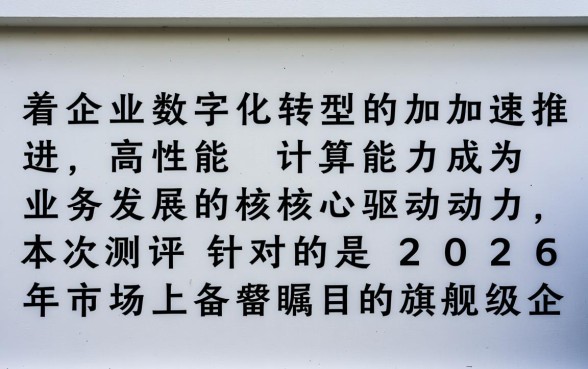 着企业数字化转型的加加速推
进，高性能 计算能力成为
业务发展的核核心驱动动力，
本次测评 针对的是 2026
年市场上备瞩目的旗舰级企